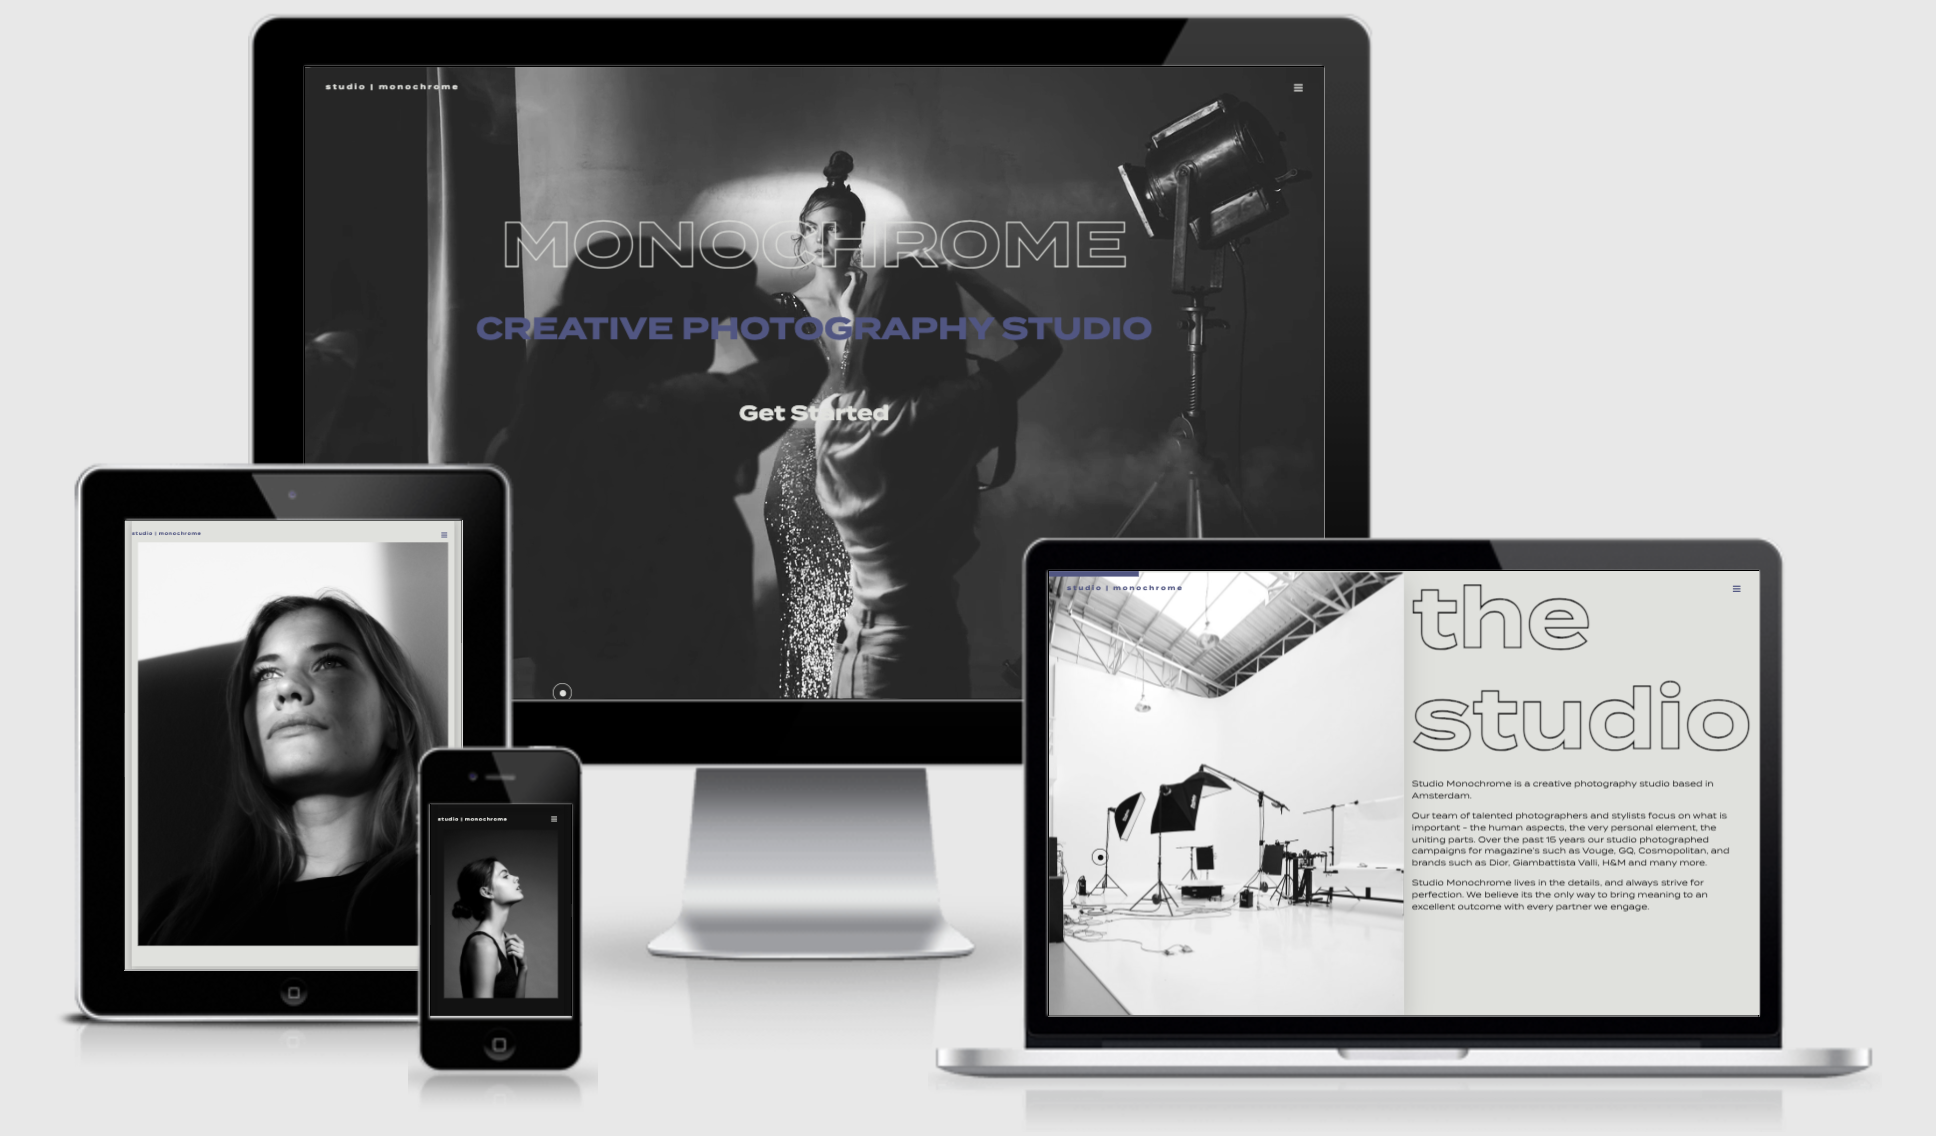 studio | monochrome
MONOCHROME
CREATIVE PHOTOGRAPHY STUDIO
Get Started
studio | monochrome
studio | monochrome
studio | monochrome
the
studio
Studio Monochrome is a creative photography studio based in
Amsterdam.
Our team of talented photographers and stylists focus on what is
important - the human aspects, the very personal element, the
uniting parts. Over the past 15 years our studio photographed
campaigns for magazine's such as Vouge, GQ, Cosmopolitan, and
brands such as Dior, Giambattista Valli, H&M and many more.
Studio Monochrome lives in the details, and always strive for
perfection. We believe its the only way to bring meaning to an
excellent outcome with every partner we engage.